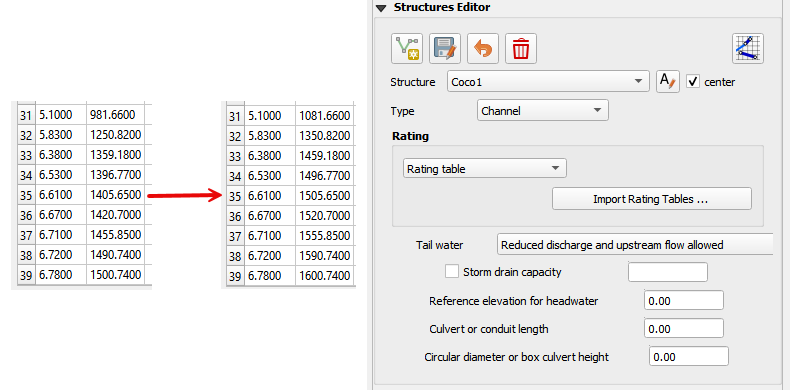 31 5.1000 981.6600
32 5.8300 1250.8200
33 6.3800 1359.1800
34 6.5300 1396.7700
35 6.6100 1405.6500
36 6.6700 1420.7000
37 6.7100 1455.8500
38 6.7200 1490.7400
39 6.7800 1500.7400
31 5.1000 1081.6600
32 5.8300 1350.8200
33 6.3800 1459.1800
34 6.5300 1496.7700
35 6.6100 1505.6500
36 6.6700 1520.7000
37 6.7100 1555.8500
38 6.7200 1590.7400
39 6.7800 1600.7400
Structures Editor
Structure Coco1 A center
Type Channel
Rating
Rating table
Import Rating Tables ...
Tail water Reduced discharge and upstream flow allowed
Storm drain capacity
Reference elevation for headwater 0.00
Culvert or conduit length 0.00
Circular diameter or box culvert height 0.00